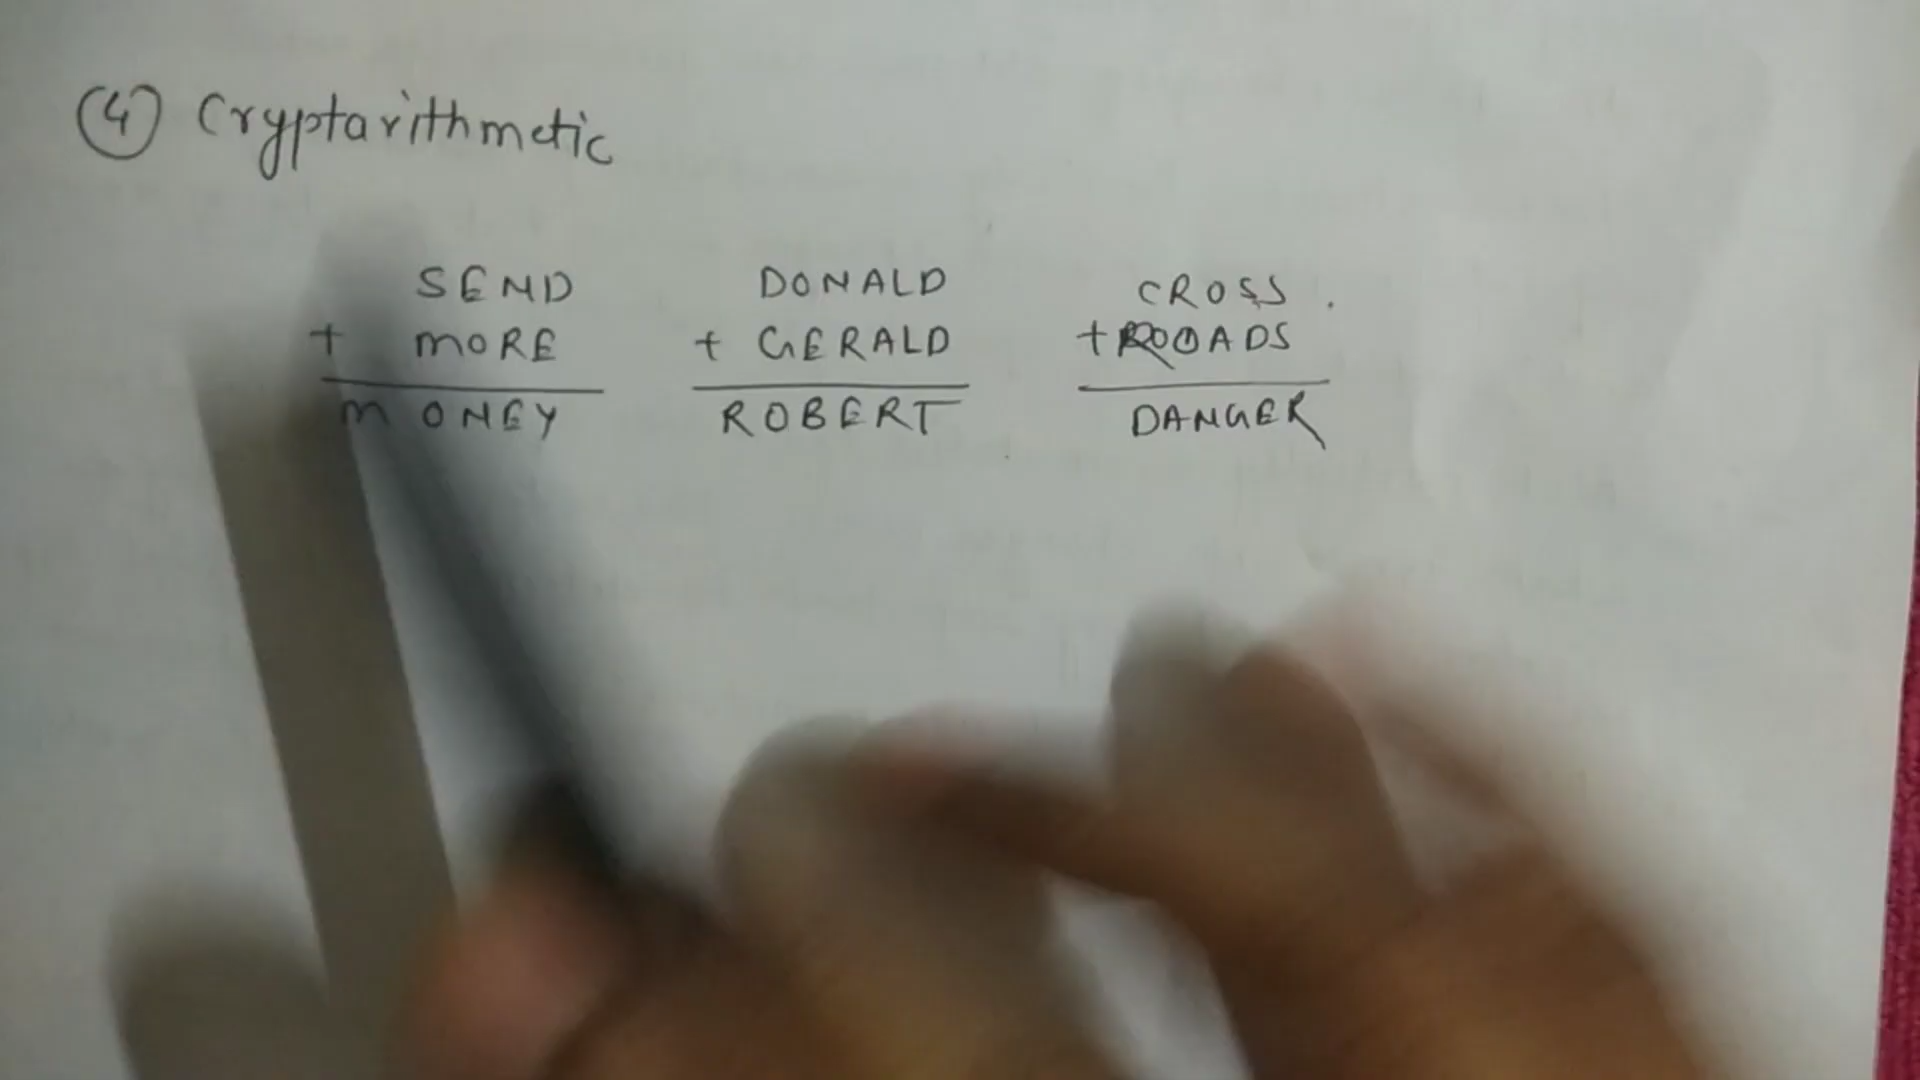 (4) Cryptarithmetic
SEND DONALD CROSS
+ MORE + GERALD + ROADS
MONEY ROBERT DANGER